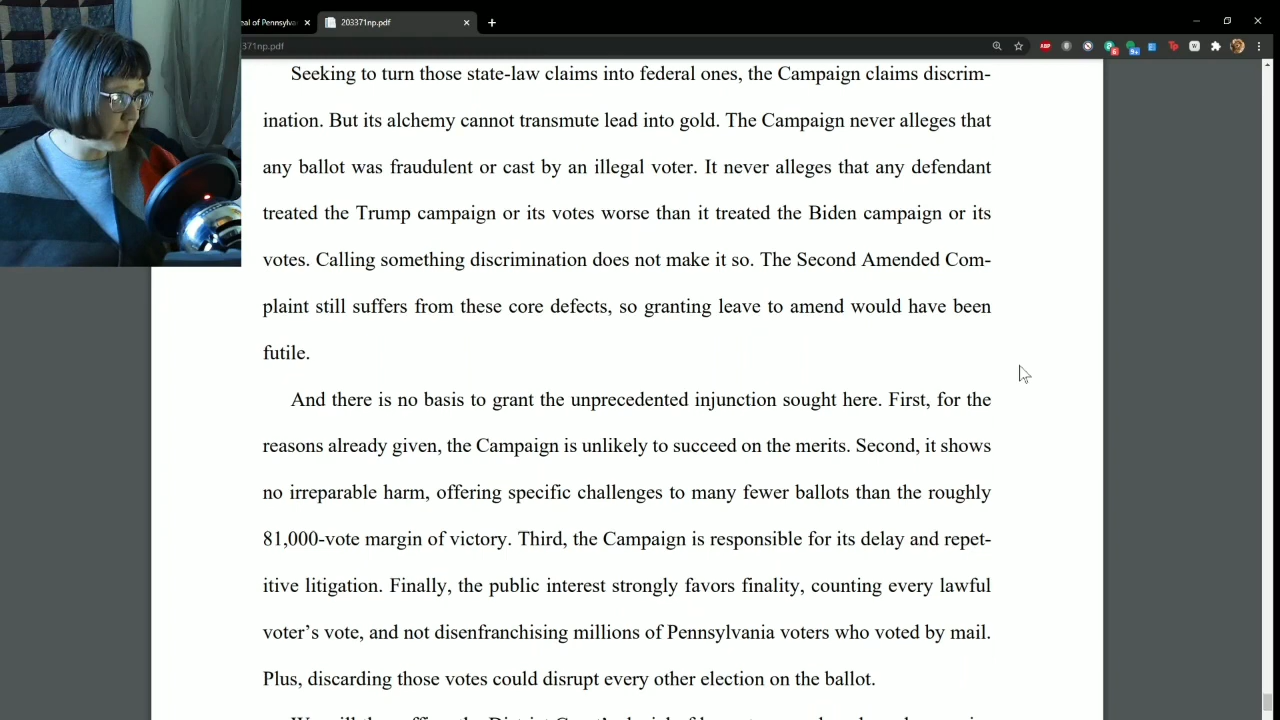 eal of Pennsylva
203371np.pdf
371np.pdf
Seeking to turn those state-law claims into federal ones, the Campaign claims discrim-
ination. But its alchemy cannot transmute lead into gold. The Campaign never alleges that
any ballot was fraudulent or cast by an illegal voter. It never alleges that any defendant
treated the Trump campaign or its votes worse than it treated the Biden campaign or its
votes. Calling something discrimination does not make it so. The Second Amended Com-
plaint still suffers from these core defects, so granting leave to amend would have been
futile.
And there is no basis to grant the unprecedented injunction sought here. First, for the
reasons already given, the Campaign is unlikely to succeed on the merits. Second, it shows
no irreparable harm, offering specific challenges to many fewer ballots than the roughly
81,000-vote margin of victory. Third, the Campaign is responsible for its delay and repet-
itive litigation. Finally, the public interest strongly favors finality, counting every lawful
voter's vote, and not disenfranchising millions of Pennsylvania voters who voted by mail.
Plus, discarding those votes could disrupt every other election on the ballot.